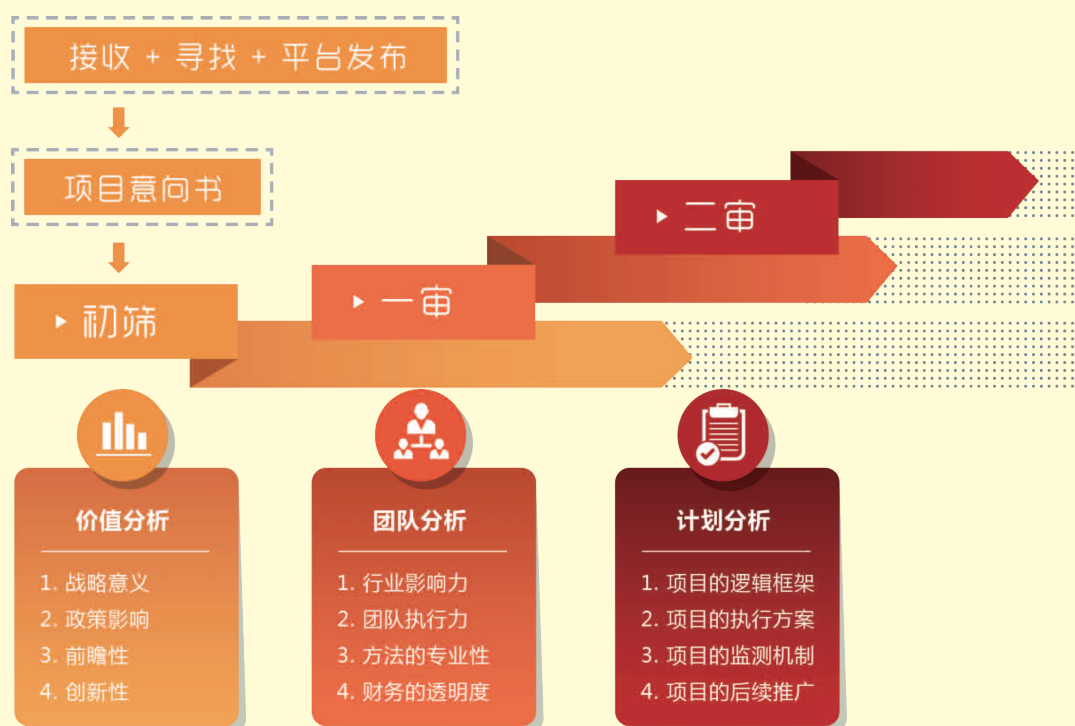 接收 + 寻找 + 平台发布
项目意向书
初筛
一审
二审
价值分析
1. 战略意义
2. 政策影响
3. 前瞻性
4. 创新性
团队分析
1. 行业影响力
2. 团队执行力
3. 方法的专业性
4. 财务的透明度
计划分析
1. 项目的逻辑框架
2. 项目的执行方案
3. 项目的监测机制
4. 项目的后续推广